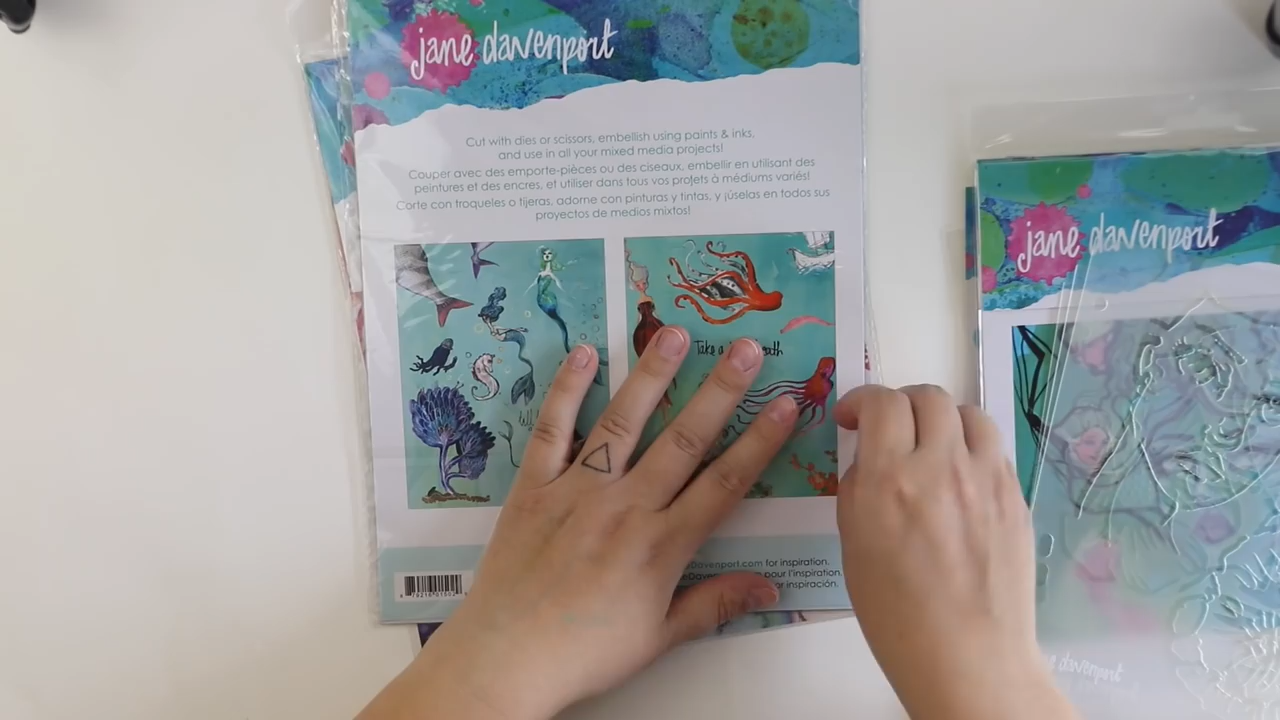 jane davenport
Cut with dies or scissors, embellish using paints & inks,
and use in all your mixed media projects!
Couper avec des emporte-pièces ou des ciseaux, embellir en utilisant des
peintures et des encres, et utiliser dans tous vos projets à médiums variés!
Corte con troqueles o tijeras, adorne con pinturas y tintas, y ¡úselas en todos sus
proyectos de medios mixtos!
jane davenport
Take a
Davenport.com for inspiration.
pour l'inspiration.
inspiración.
davenport